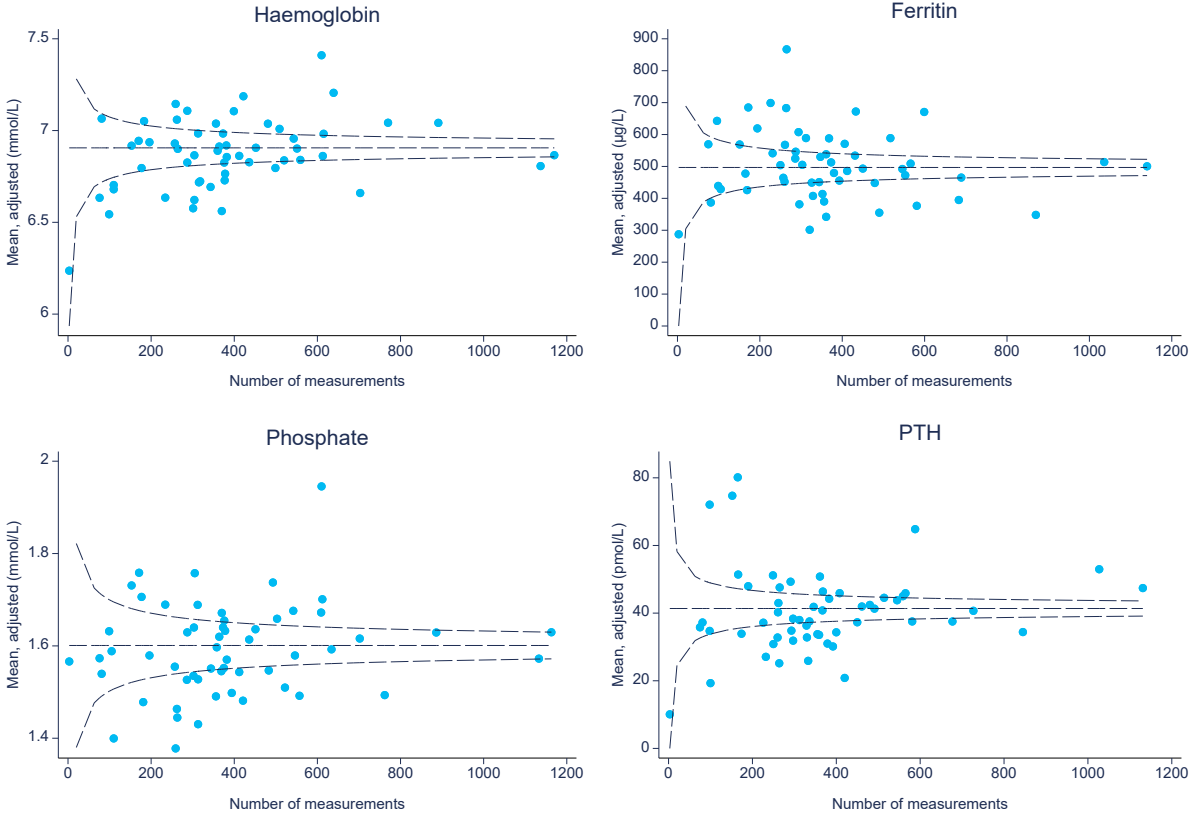 Haemoglobin
Mean, adjusted (mmol/L)
7.5
7
6.5
6
0 200 400 600 800 1000 1200
Number of measurements
Ferritin
Mean, adjusted (µg/L)
900
800
700
600
500
400
300
200
100
0
0 200 400 600 800 1000 1200
Number of measurements
Phosphate
Mean, adjusted (mmol/L)
2
1.8
1.6
1.4
0 200 400 600 800 1000 1200
Number of measurements
PTH
Mean, adjusted (pmol/L)
80
60
40
20
0
0 200 400 600 800 1000 1200
Number of measurements